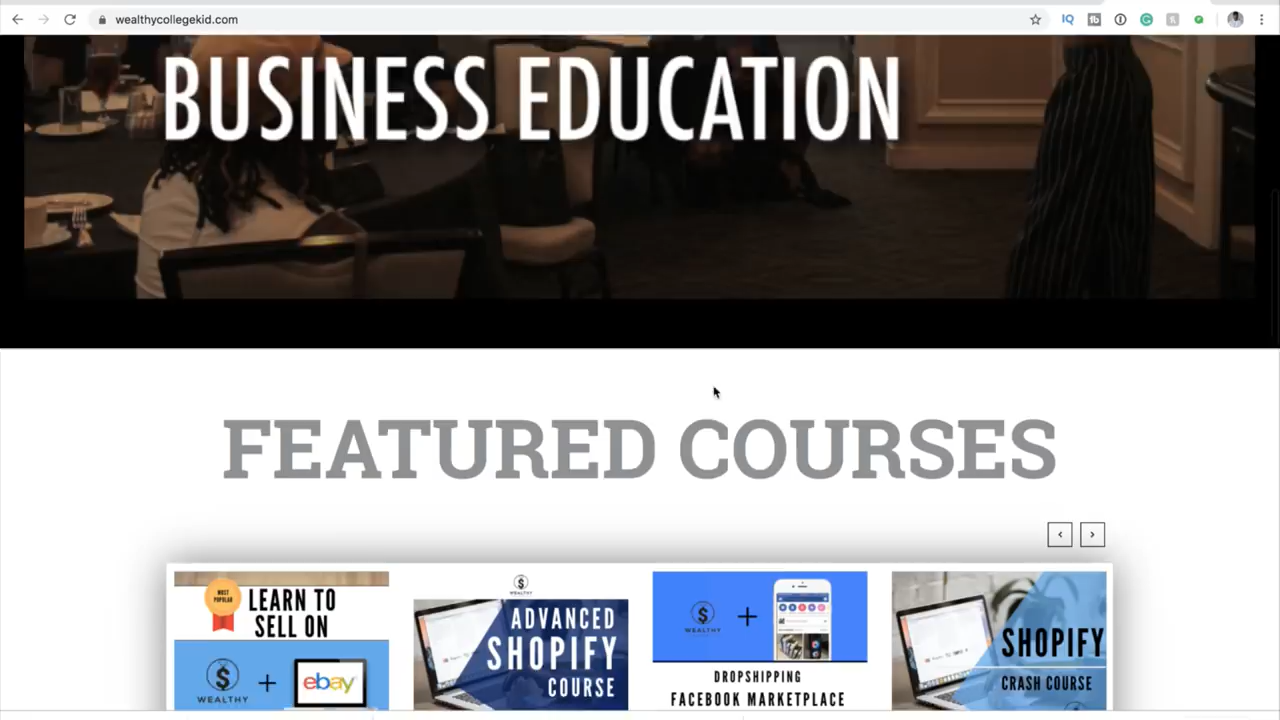 wealthycollegekid.com
BUSINESS EDUCATION
FEATURED COURSES
MOST
POPULAR
LEARN TO
SELL ON
WEALTHY
+
ebay
WEALTHY
ADVANCED
SHOPIFY
COURSE
WEALTHY
+
DROPSHIPPING
FACEBOOK MARKETPLACE
SHOPIFY
CRASH COURSE